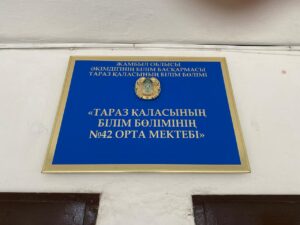 ЖАМБЫЛ ОБЛЫСЫ
ӘКІМДІГІНІҢ БІЛІМ БАСҚАРМАСЫ
ТАРАЗ ҚАЛАСЫНЫҢ БІЛІМ БӨЛІМІ
«ТАРАЗ ҚАЛАСЫНЫҢ
БІЛІМ БӨЛІМІНІҢ
№42 ОРТА МЕКТЕБІ»